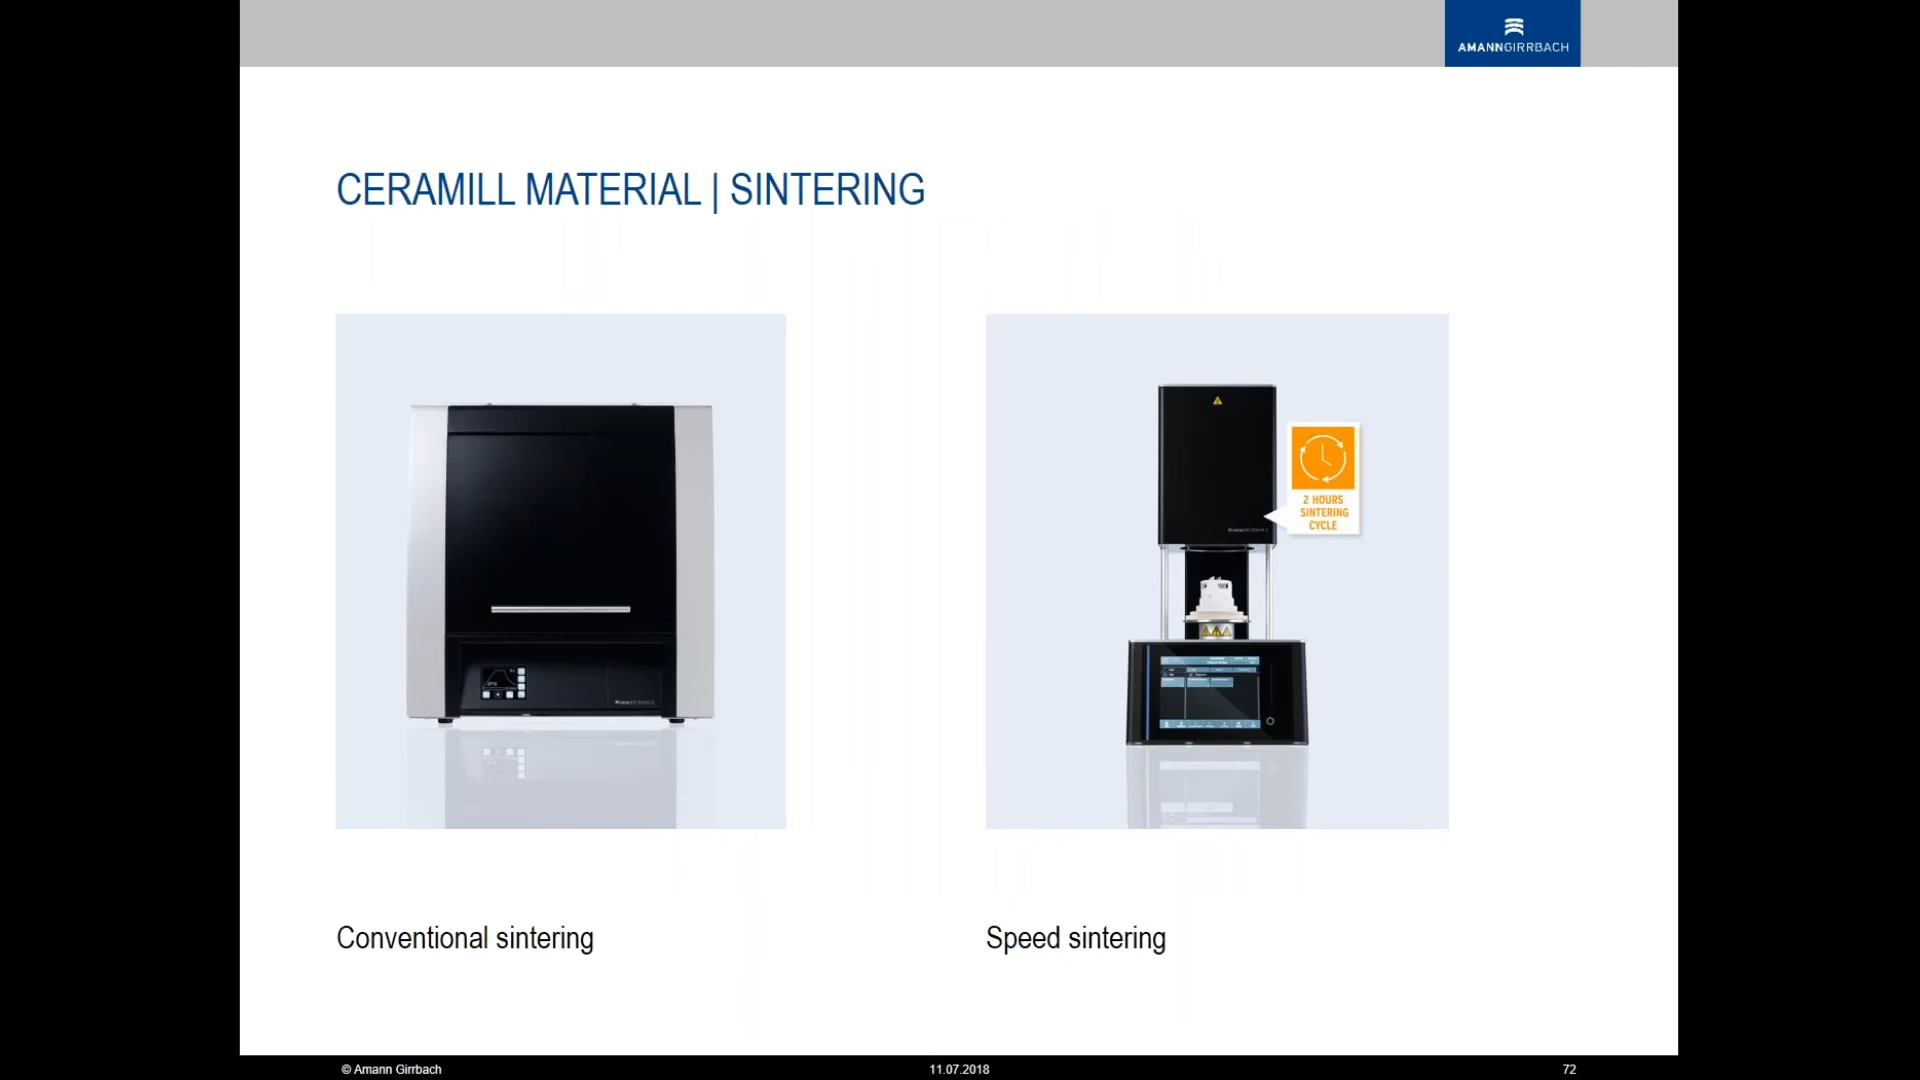 AMANNGIRRBACH
CERAMILL MATERIAL | SINTERING
2 HOURS
SINTERING
CYCLE
Conventional sintering
Speed sintering
© Amann Girrbach
11.07.2018
72